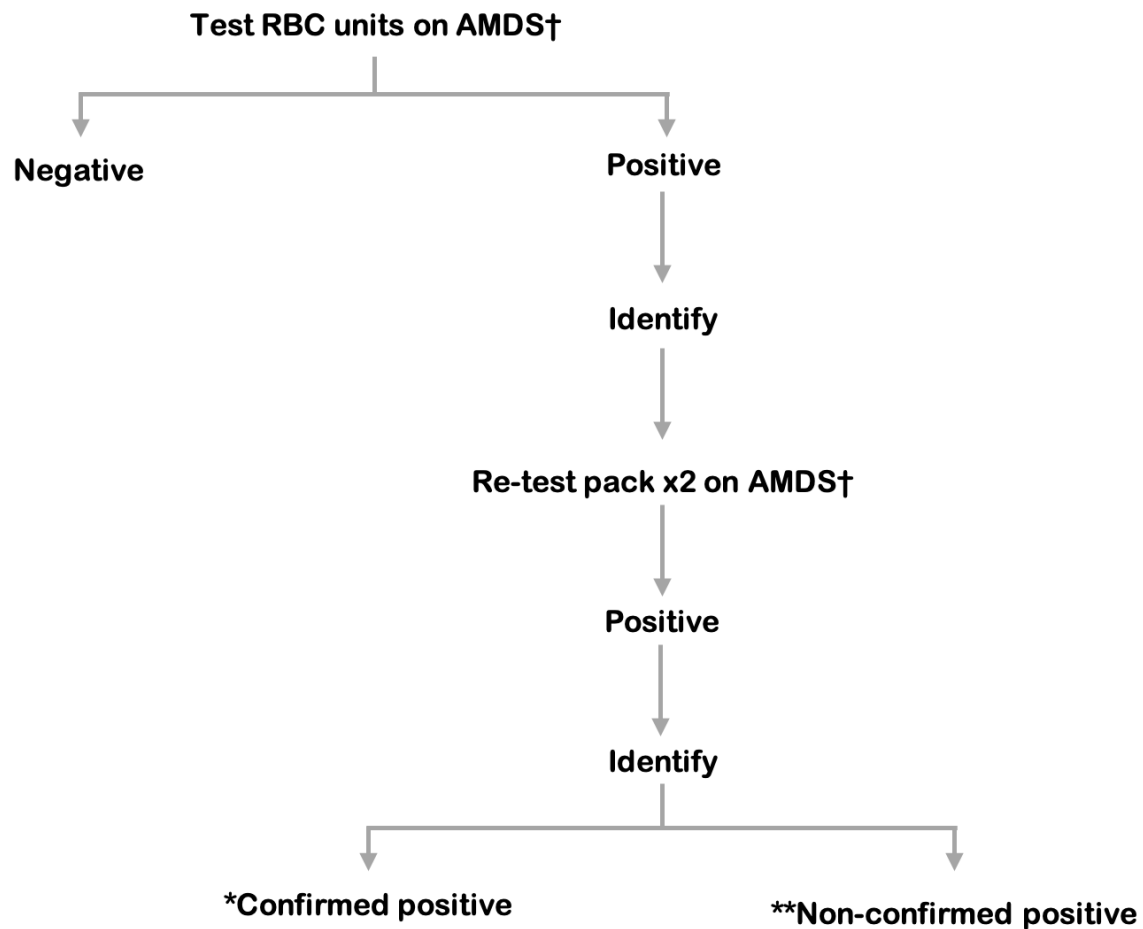 Test RBC units on AMDS†
Negative
Positive
Identify
Re-test pack x2 on AMDS†
Positive
Identify
*Confirmed positive
**Non-confirmed positive